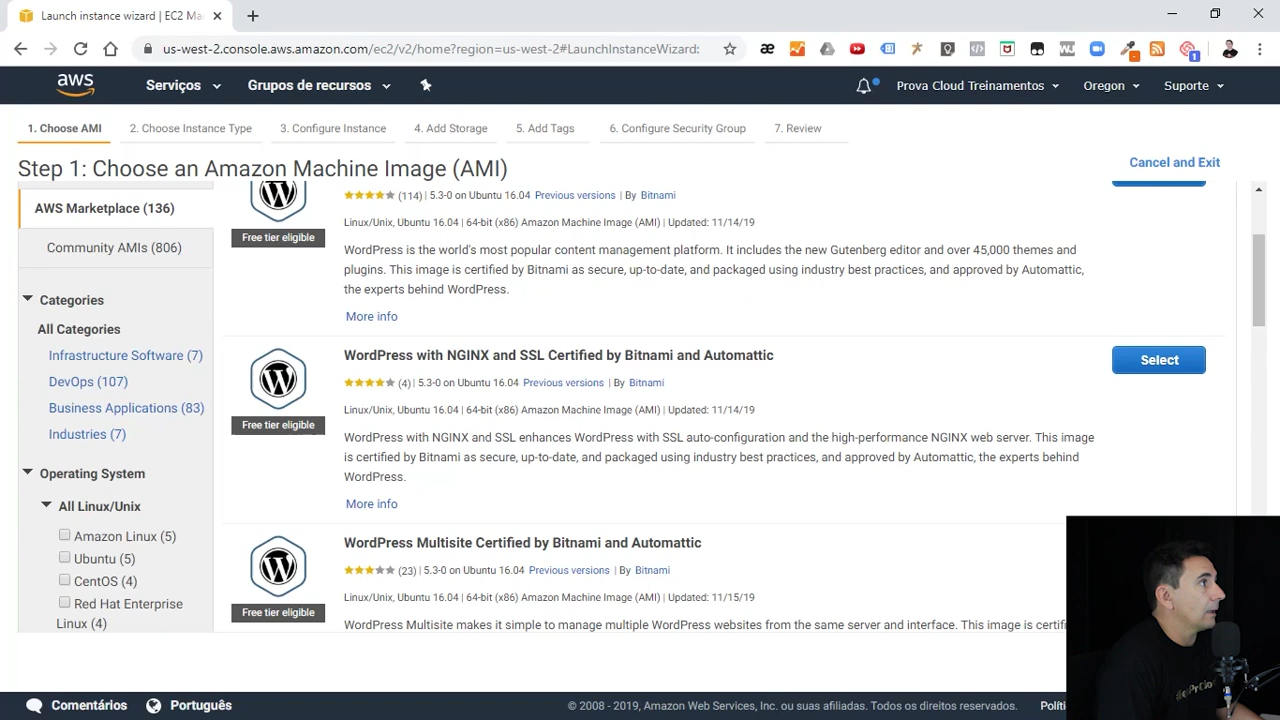 Launch instance wizard | EC2 Ma
us-west-2.console.aws.amazon.com/ec2/v2/home?region=us-west-2#LaunchInstanceWizard:
aws
Serviços
Grupos de recursos
Prova Cloud Treinamentos
Oregon
Suporte
1. Choose AMI
2. Choose Instance Type
3. Configure Instance
4. Add Storage
5. Add Tags
6. Configure Security Group
7. Review
Step 1: Choose an Amazon Machine Image (AMI)
Cancel and Exit
AWS Marketplace (136)
Community AMIs (806)
Categories
All Categories
Infrastructure Software (7)
DevOps (107)
Business Applications (83)
Industries (7)
Operating System
All Linux/Unix
Amazon Linux (5)
Ubuntu (5)
CentOS (4)
Red Hat Enterprise
Linux (4)
(114) | 5.3-0 on Ubuntu 16.04 Previous versions | By Bitnami
Free tier eligible
Linux/Unix, Ubuntu 16.04 | 64-bit (x86) Amazon Machine Image (AMI) | Updated: 11/14/19
WordPress is the world's most popular content management platform. It includes the new Gutenberg editor and over 45,000 themes and
plugins. This image is certified by Bitnami as secure, up-to-date, and packaged using industry best practices, and approved by Automattic,
the experts behind WordPress.
More info
WordPress with NGINX and SSL Certified by Bitnami and Automattic
Select
(4) | 5.3-0 on Ubuntu 16.04 Previous versions | By Bitnami
Free tier eligible
Linux/Unix, Ubuntu 16.04 | 64-bit (x86) Amazon Machine Image (AMI) | Updated: 11/14/19
WordPress with NGINX and SSL enhances WordPress with SSL auto-configuration and the high-performance NGINX web server. This image
is certified by Bitnami as secure, up-to-date, and packaged using industry best practices, and approved by Automattic, the experts behind
WordPress.
More info
WordPress Multisite Certified by Bitnami and Automattic
(23) | 5.3-0 on Ubuntu 16.04 Previous versions | By Bitnami
Free tier eligible
Linux/Unix, Ubuntu 16.04 | 64-bit (x86) Amazon Machine Image (AMI) | Updated: 11/15/19
WordPress Multisite makes it simple to manage multiple WordPress websites from the same server and interface. This image is certif
Comentários
Português
© 2008 - 2019, Amazon Web Services, Inc. ou suas afiliadas. Todos os direitos reservados.
Políti